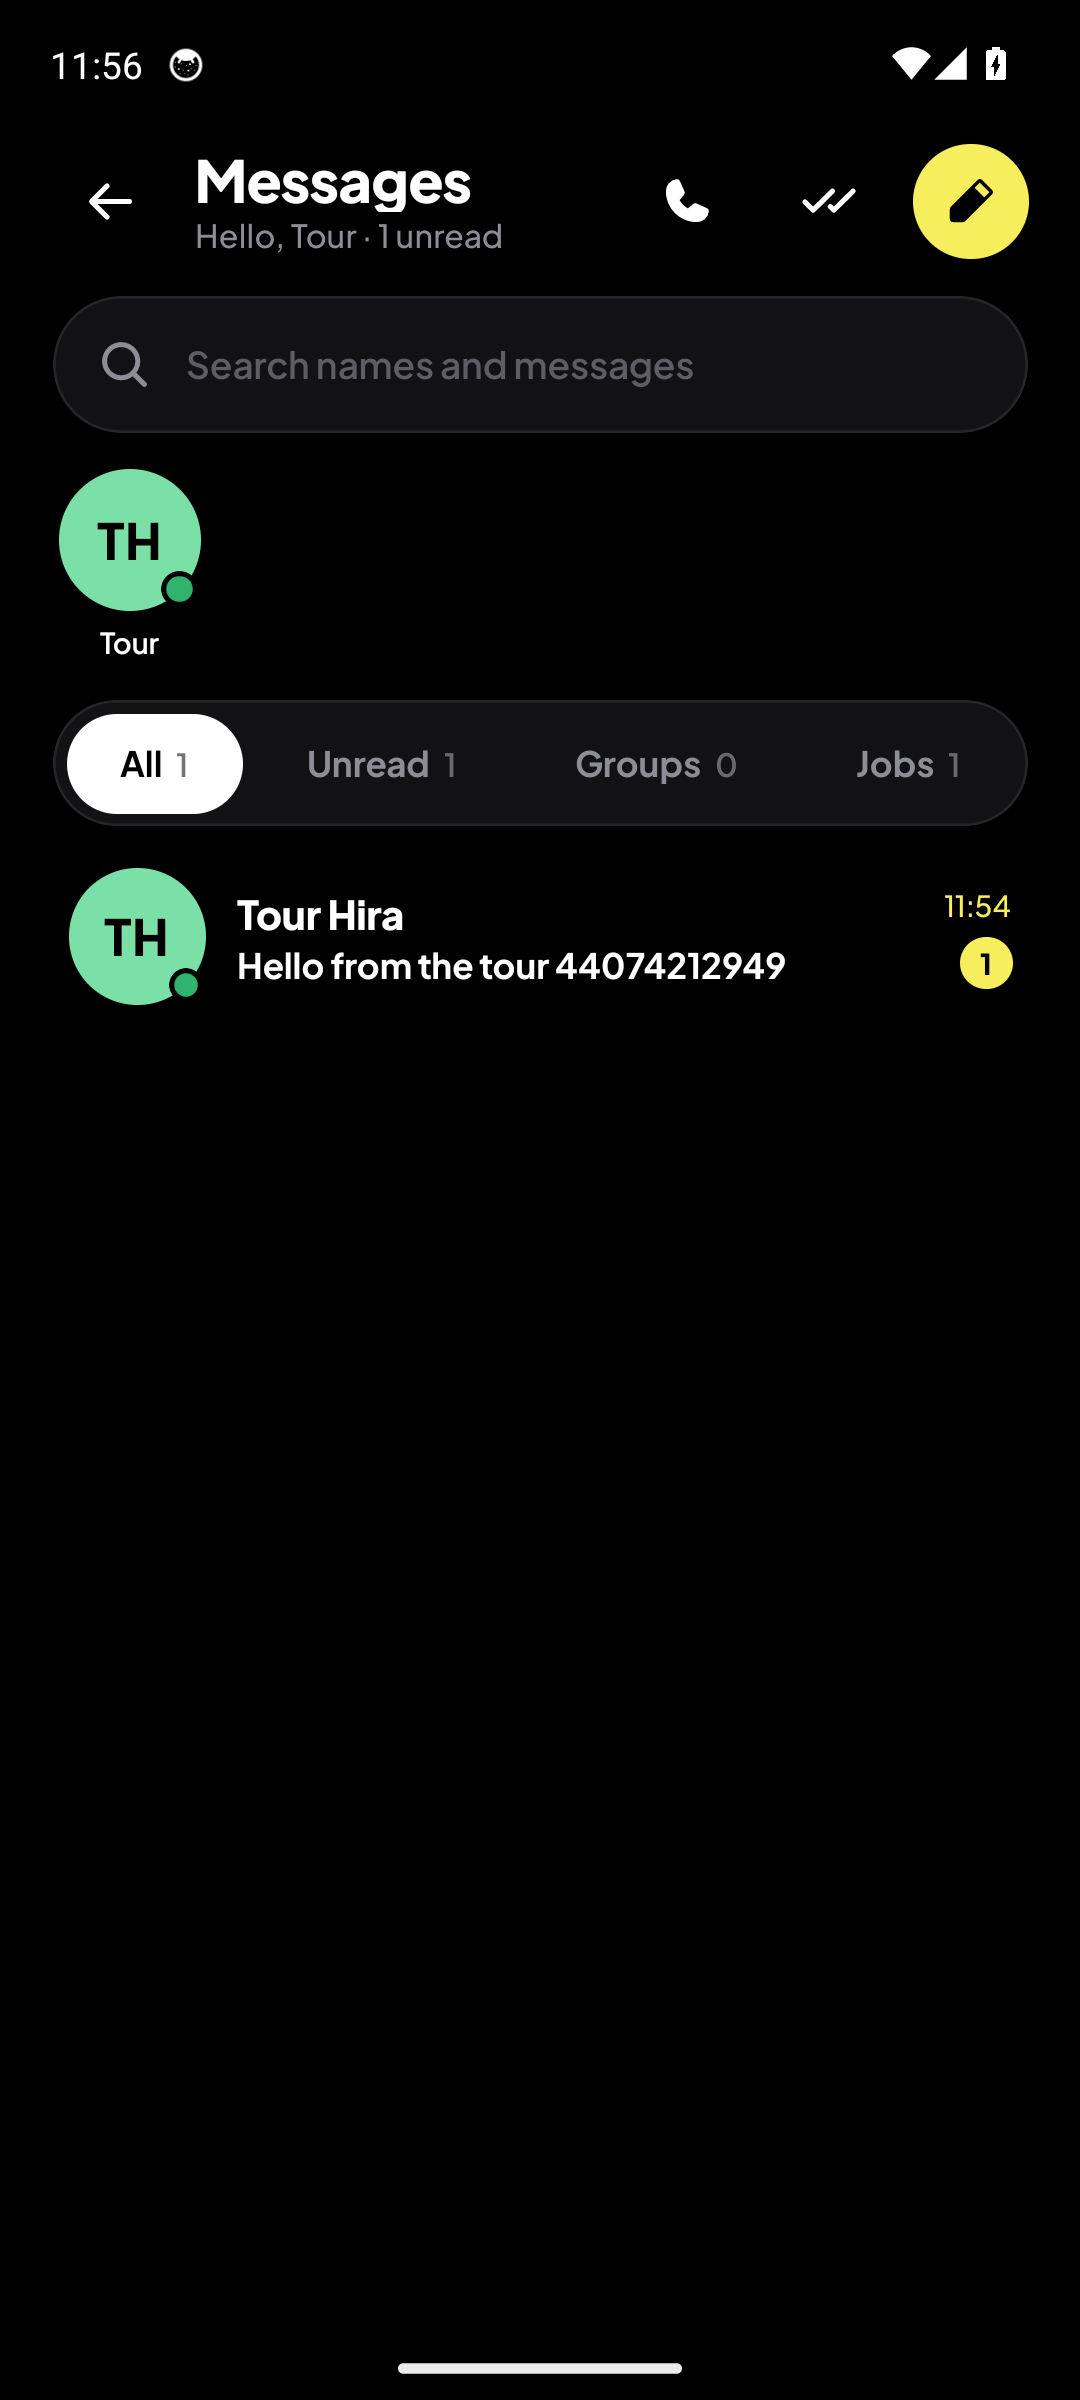 11:56
Messages
Hello, Tour · 1 unread
Search names and messages
TH
Tour
All 1 Unread 1 Groups 0 Jobs 1
TH
Tour Hira
11:54
Hello from the tour 44074212949
1